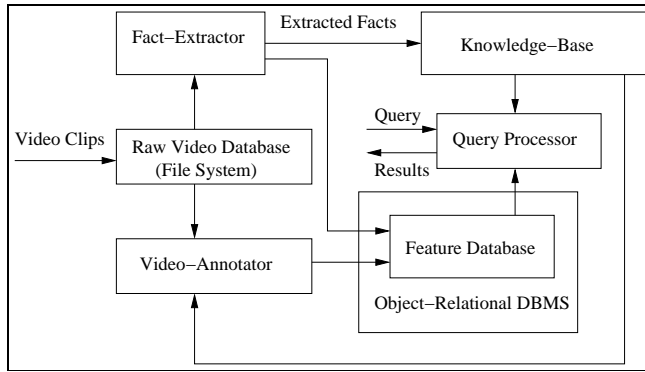 Extracted Facts
Fact−Extractor
Knowledge−Base
Query
Video Clips
Raw Video Database
(File System)
Query Processor
Results
Feature Database
Video−Annotator
Object−Relational DBMS